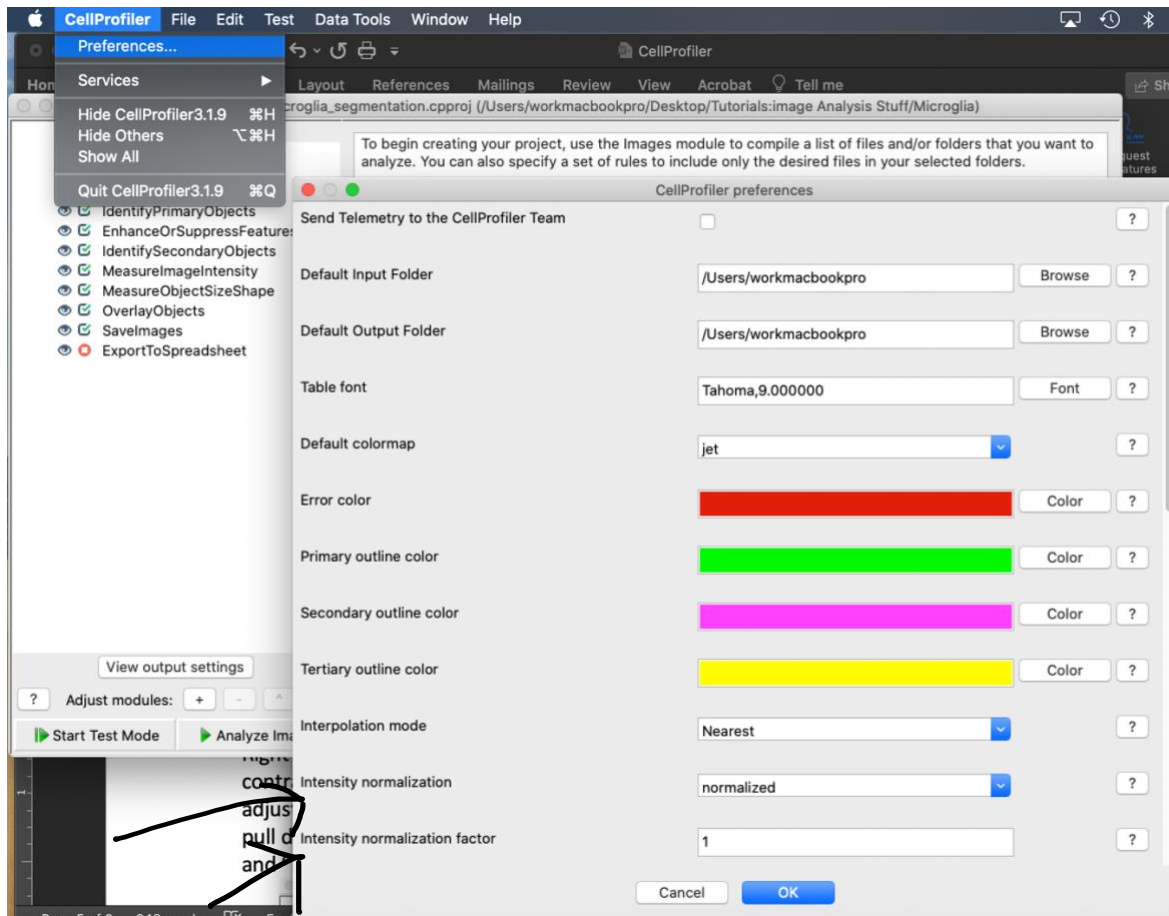 CellProfiler File Edit Test Data Tools Window Help
Preferences...
CellProfiler
Services
Layout References Mailings Review View Acrobat Tell me
Hide CellProfiler3.1.9 ⌘H
Hide Others ⌥⌘H
Show All
Quit CellProfiler3.1.9 ⌘Q
croglia_segmentation.cpproj (/Users/workmacbookpro/Desktop/Tutorials:image Analysis Stuff/Microglia)
To begin creating your project, use the Images module to compile a list of files and/or folders that you want to
analyze. You can also specify a set of rules to include only the desired files in your selected folders.
IdentifyPrimaryObjects
EnhanceOrSuppressFeatures
IdentifySecondaryObjects
MeasureImageIntensity
MeasureObjectSizeShape
OverlayObjects
SaveImages
ExportToSpreadsheet
View output settings
? Adjust modules: + - ^
Start Test Mode Analyze Ima
contr
adjus
pull d
and
CellProfiler preferences
Send Telemetry to the CellProfiler Team ?
Default Input Folder /Users/workmacbookpro Browse ?
Default Output Folder /Users/workmacbookpro Browse ?
Table font Tahoma,9.000000 Font ?
Default colormap jet ?
Error color Color ?
Primary outline color Color ?
Secondary outline color Color ?
Tertiary outline color Color ?
Interpolation mode Nearest ?
Intensity normalization normalized ?
Intensity normalization factor 1 ?
Cancel OK